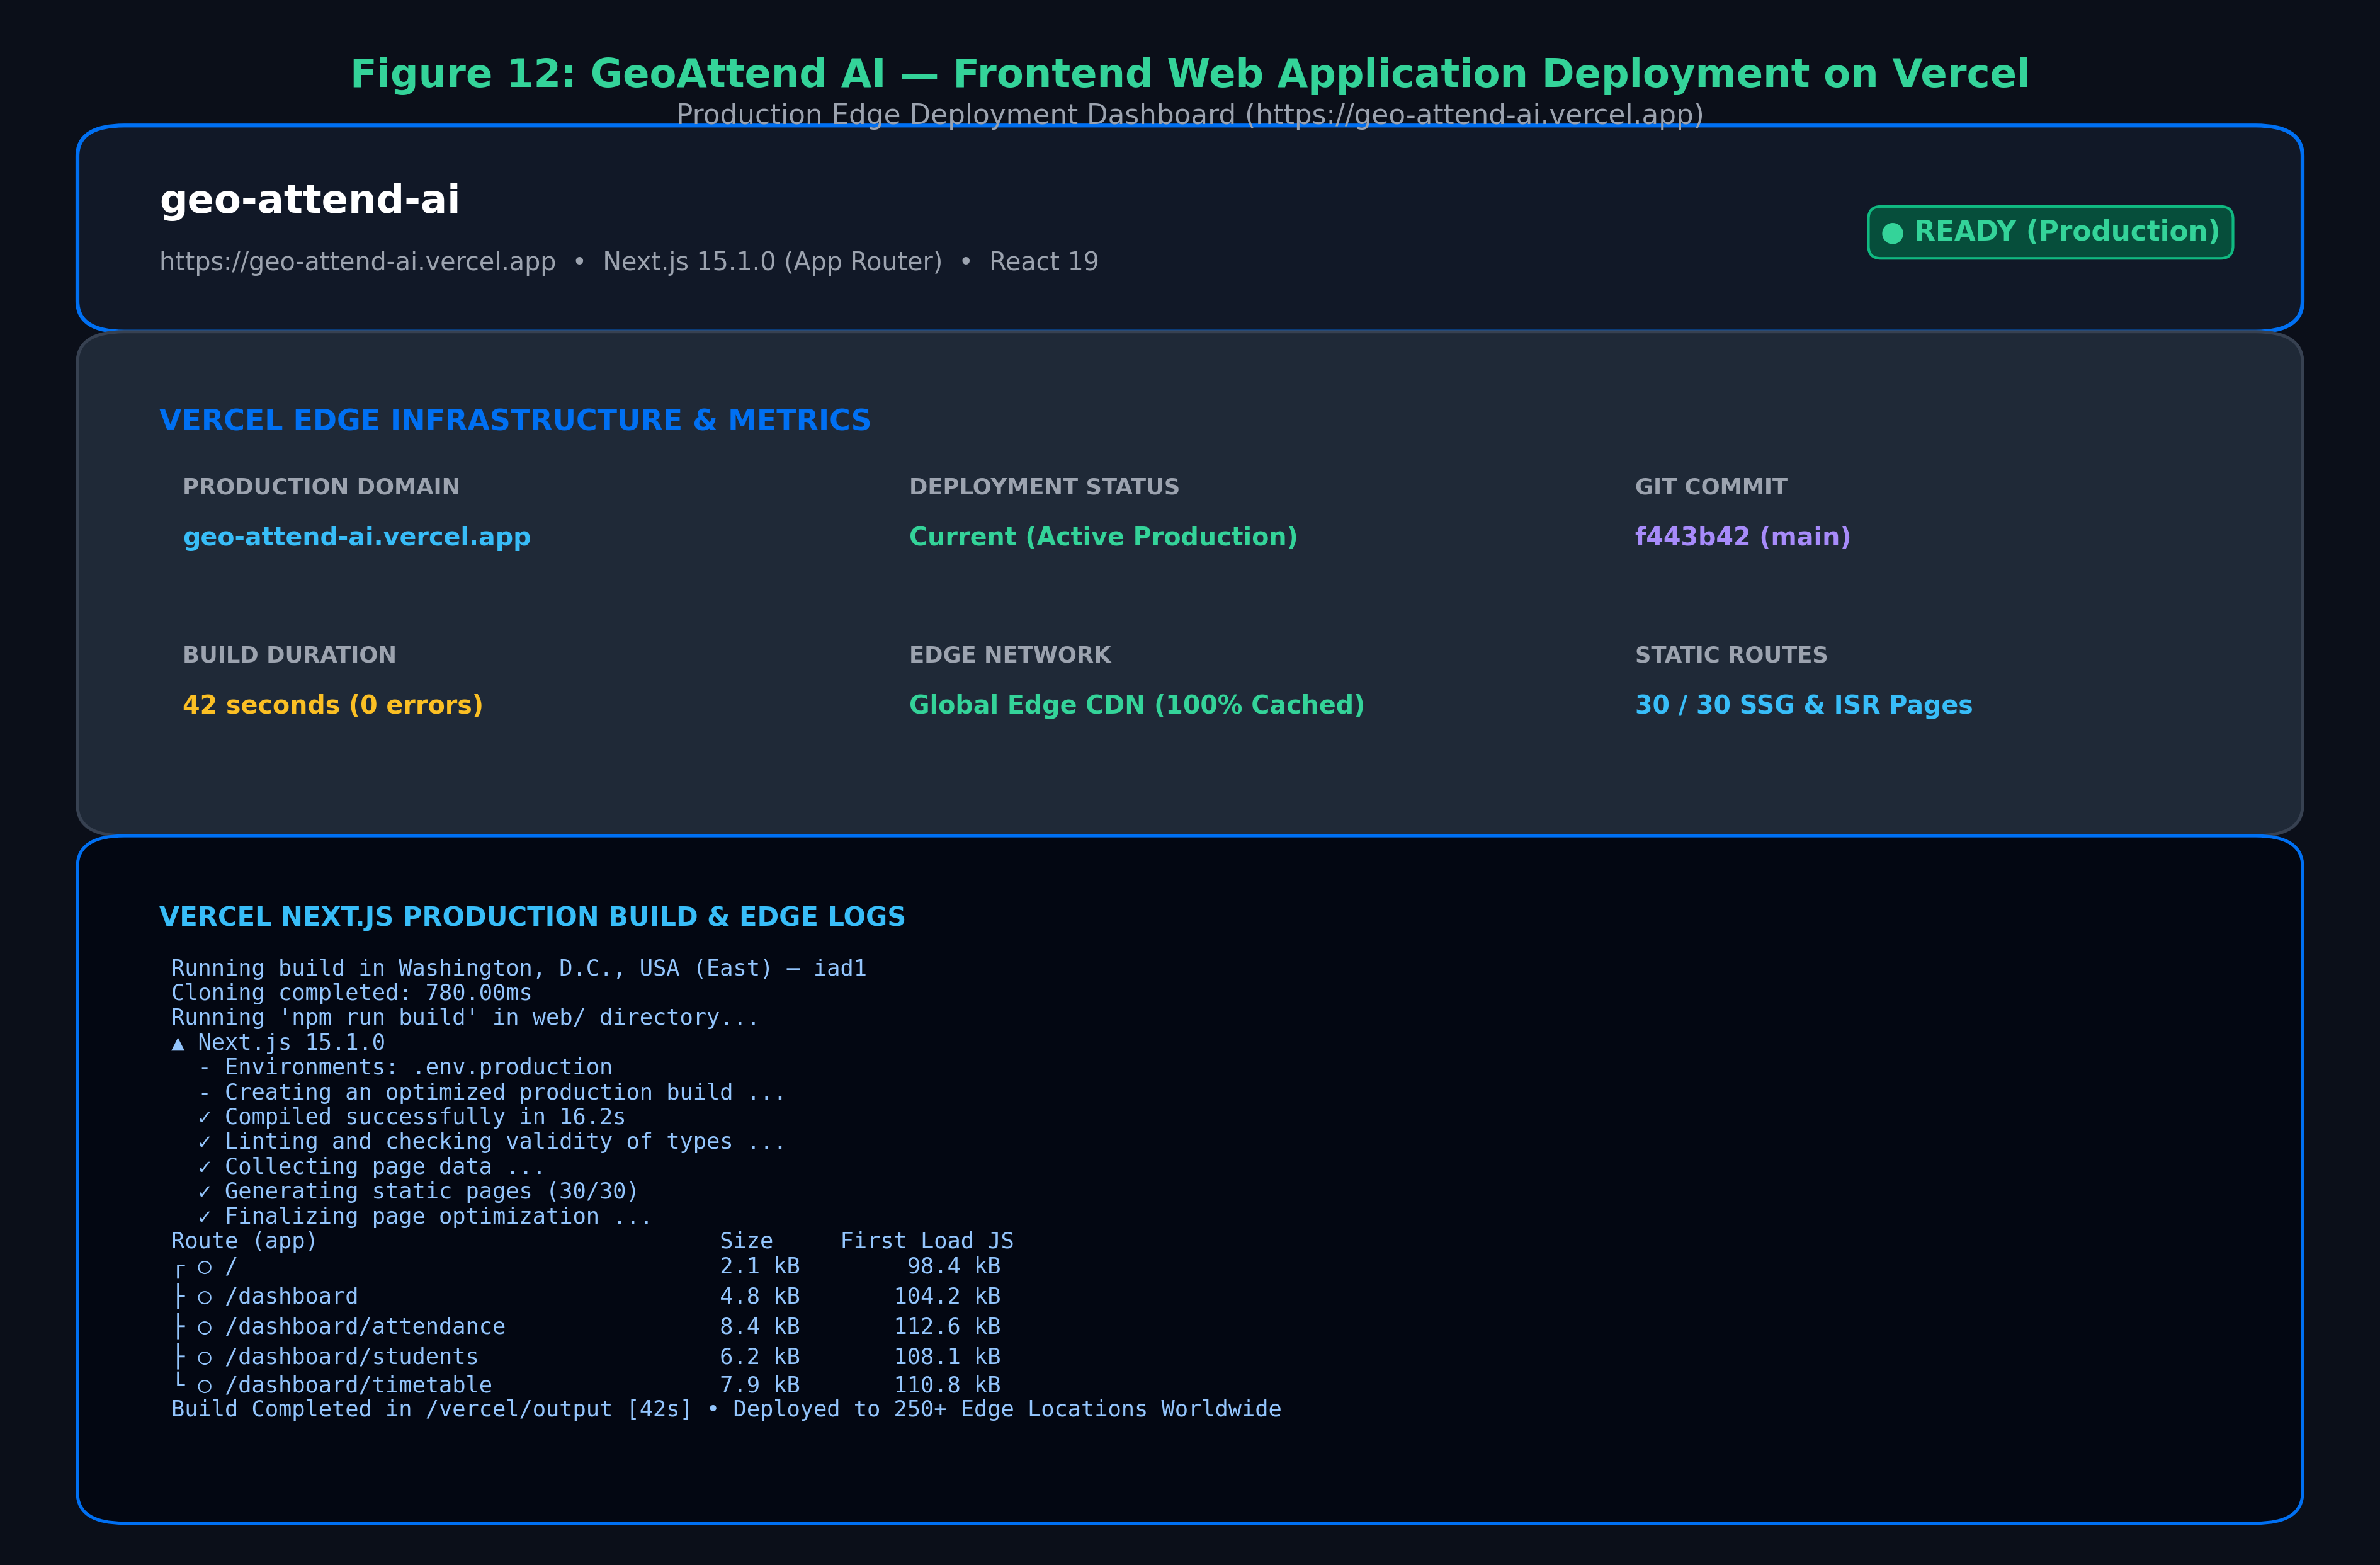 Figure 12: GeoAttend AI — Frontend Web Application Deployment on Vercel
Production Edge Deployment Dashboard (https://geo-attend-ai.vercel.app)
geo-attend-ai
https://geo-attend-ai.vercel.app • Next.js 15.1.0 (App Router) • React 19
● READY (Production)
VERCEL EDGE INFRASTRUCTURE & METRICS
PRODUCTION DOMAIN
geo-attend-ai.vercel.app
DEPLOYMENT STATUS
Current (Active Production)
GIT COMMIT
f443b42 (main)
BUILD DURATION
42 seconds (0 errors)
EDGE NETWORK
Global Edge CDN (100% Cached)
STATIC ROUTES
30 / 30 SSG & ISR Pages
VERCEL NEXT.JS PRODUCTION BUILD & EDGE LOGS
Running build in Washington, D.C., USA (East) — iad1
Cloning completed: 780.00ms
Running 'npm run build' in web/ directory...
▲ Next.js 15.1.0
  - Environments: .env.production
  - Creating an optimized production build ...
  ✓ Compiled successfully in 16.2s
  ✓ Linting and checking validity of types ...
  ✓ Collecting page data ...
  ✓ Generating static pages (30/30)
  ✓ Finalizing page optimization ...
Route (app)                              Size     First Load JS
┌ ○ /                                    2.1 kB        98.4 kB
├ ○ /dashboard                           4.8 kB       104.2 kB
├ ○ /dashboard/attendance                8.4 kB       112.6 kB
├ ○ /dashboard/students                  6.2 kB       108.1 kB
└ ○ /dashboard/timetable                 7.9 kB       110.8 kB
Build Completed in /vercel/output [42s] • Deployed to 250+ Edge Locations Worldwide